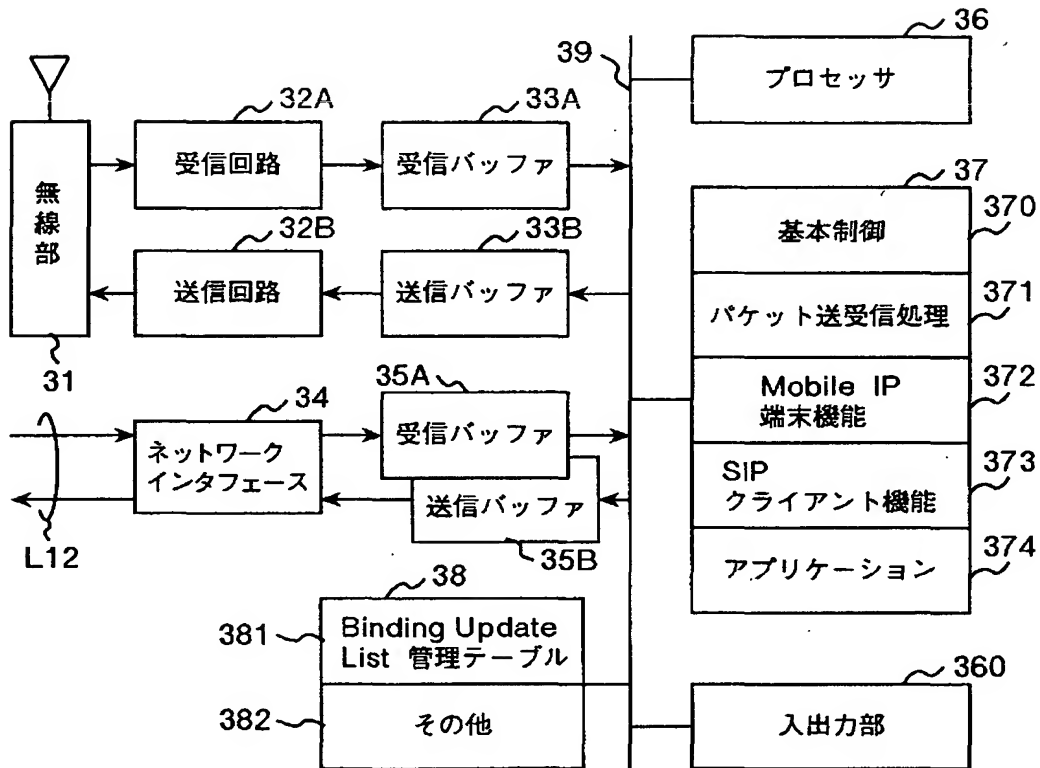 36
39
プロセッサ
32A
33A
無線部
受信回路
受信バッファ
37
370
基本制御
32B
33B
送信回路
送信バッファ
371
パケット送受信処理
31
372
Mobile IP
端末機能
35A
34
受信バッファ
ネットワーク
インタフェース
373
SIP
クライアント機能
送信バッファ
L12
35B
374
アプリケーション
38
381
Binding Update
List 管理テーブル
360
382
その他
入出力部